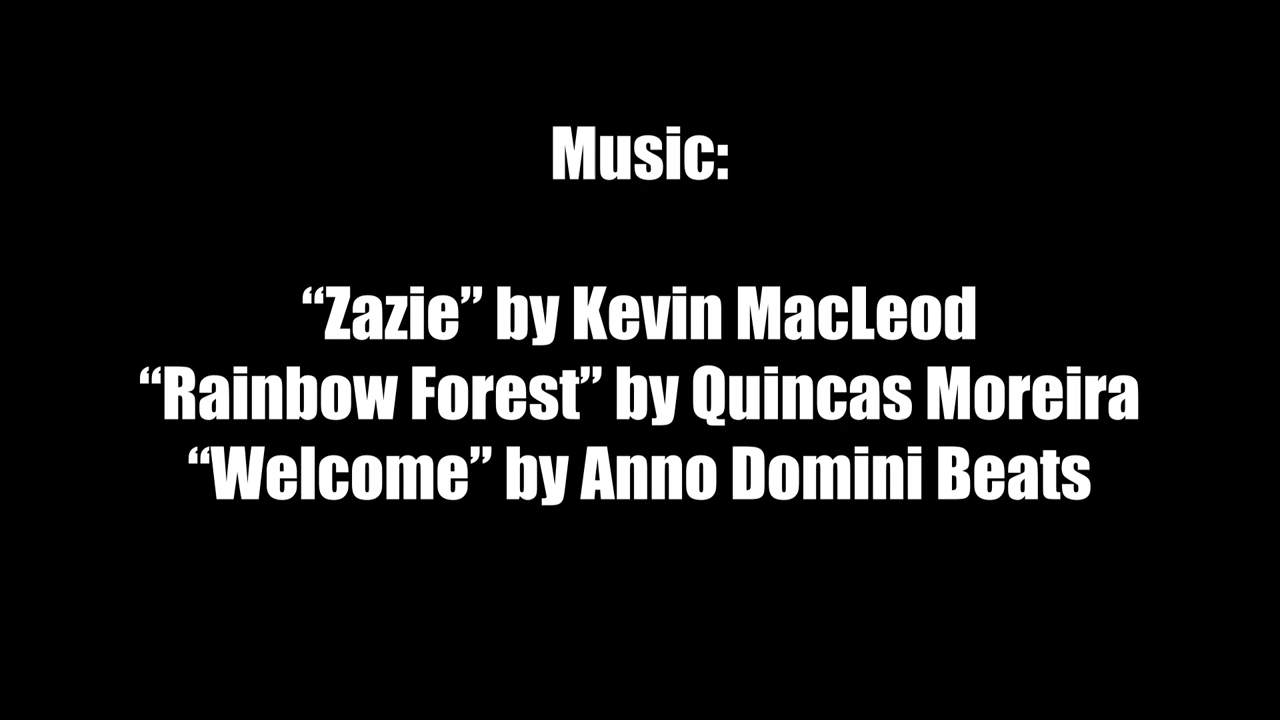 Music:
“Zazie” by Kevin MacLeod
“Rainbow Forest” by Quincas Moreira
“Welcome” by Anno Domini Beats